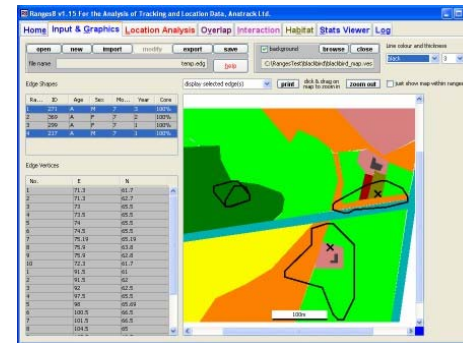 Ranges8 v1.15 For the Analysis of Tracking and Location Data, Anatrack Ltd.
Home Input & Graphics Location Analysis Overlap Interaction Habitat Stats Viewer Log
open new import modify export save
background browse close
Line colour and thickness
file name temp.edg help
C:\RangesTest\blackbird\blackbird_map.ves
black 3
Edge Shapes
display selected edge(s) print click & drag on map to zoom in zoom out just show map within ranges
Ra... ID Age Sex Mo... Year Core
1 271 A M 7 3 100%
2 369 A F 7 2 100%
3 299 A F 7 3 100%
4 217 A 7 3 100%
Edge Vertices
No. E N
1 71.3 61.7
2 71.3 62.7
3 73 65.5
4 73.5 65.5
5 74 65.5
6 74.5 65.5
7 75.19 65.19
8 75.9 63.8
9 75.9 62.8
10 72.3 61.7
1 91.5 61
2 91.5 62
3 92 62.5
4 97.5 65.5
5 98 65.69
6 100.5 66.5
7 101.5 66.5
8 104.5 65
100m